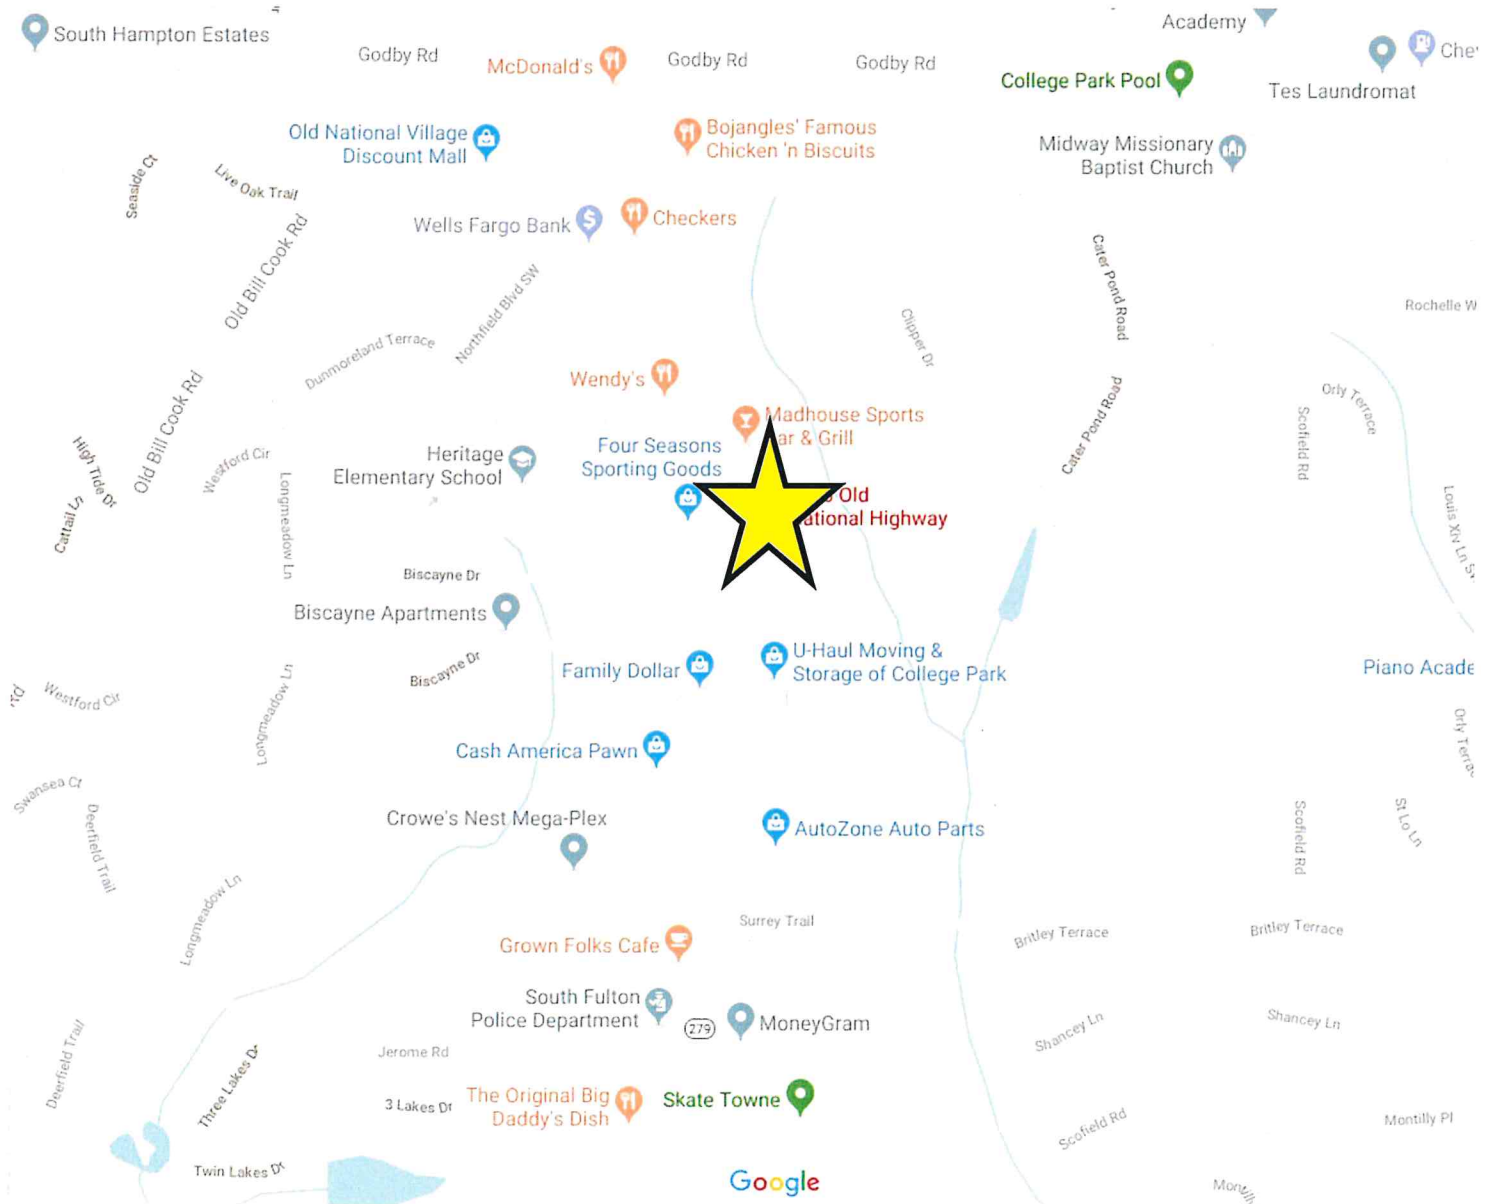 South Hampton Estates
Godby Rd
McDonald's
Godby Rd
Godby Rd
Academy
College Park Pool
Tes Laundromat
Old National Village
Discount Mall
Bojangles' Famous
Chicken 'n Biscuits
Midway Missionary
Baptist Church
Seaside Ct
Live Oak Trail
Wells Fargo Bank
Checkers
Old Bill Cook Rd
Northfield Blvd SW
Cater Pond Road
Rochelle W
Clipper Dr
Dunmoreland Terrace
Wendy's
Madhouse Sports
ar & Grill
Cater Pond Road
Orly Terrace
Scofield Rd
Old Bill Cook Rd
High Tide Dr
Westford Cir
Heritage
Elementary School
Four Seasons
Sporting Goods
Old
ational Highway
Cattail Ln
Longmeadow Ln
Louis XIV Ln S
Biscayne Dr
Biscayne Apartments
Biscayne Dr
Family Dollar
U-Haul Moving &
Storage of College Park
Piano Acade
Rd
Westford Cir
Longmeadow Ln
Orly Terrac
Cash America Pawn
Swansea Ct
Deerfield Trail
Crowe's Nest Mega-Plex
AutoZone Auto Parts
Scofield Rd
St Lo Ln
Longmeadow Ln
Surrey Trail
Grown Folks Cafe
Britley Terrace
Britley Terrace
South Fulton
Police Department
279
MoneyGram
Shancey Ln
Shancey Ln
Deerfield Trail
Three Lakes Dr
Jerome Rd
3 Lakes Dr
The Original Big
Daddy's Dish
Skate Towne
Scofield Rd
Montilly Pl
Twin Lakes Dr
Google